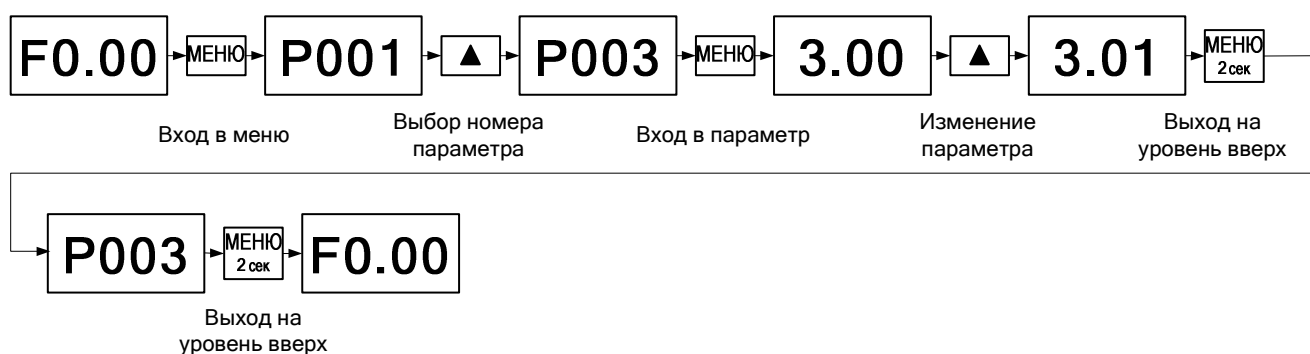 F0.00 МЕНЮ P001 ▲ P003 МЕНЮ 3.00 ▲ 3.01 МЕНЮ
2 сек
Вход в меню
Выбор номера
параметра
Вход в параметр
Изменение
параметра
Выход на
уровень вверх
P003 МЕНЮ F0.00
2 сек
Выход на
уровень вверх